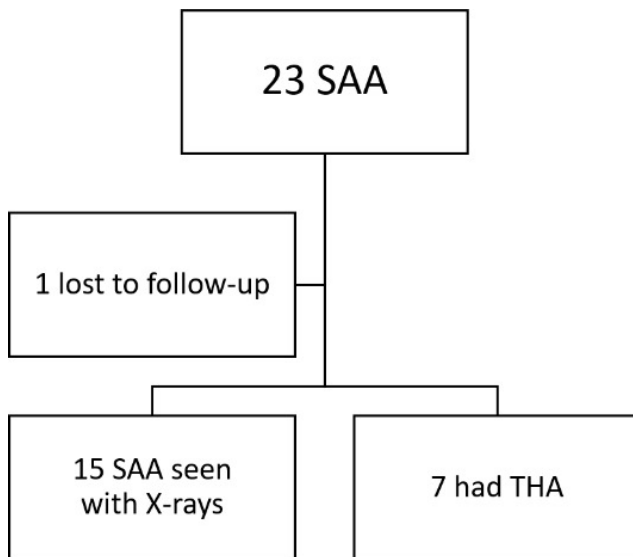 23 SAA
1 lost to follow-up
15 SAA seen
with X-rays
7 had THA